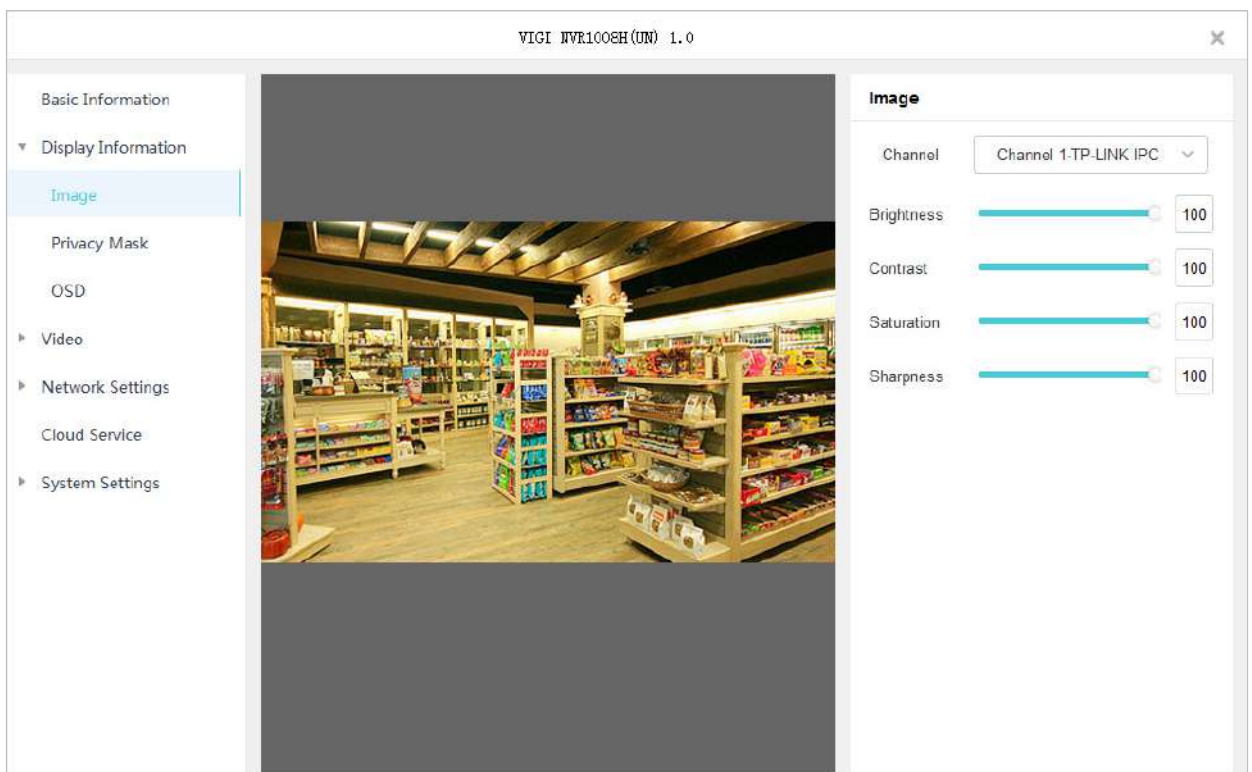 VIGI NVR1008H(UN) 1.0
Basic Information
Display Information
Image
Privacy Mask
OSD
Video
Network Settings
Cloud Service
System Settings
Image
Channel Channel 1-TP-LINK IPC
Brightness 100
Contrast 100
Saturation 100
Sharpness 100